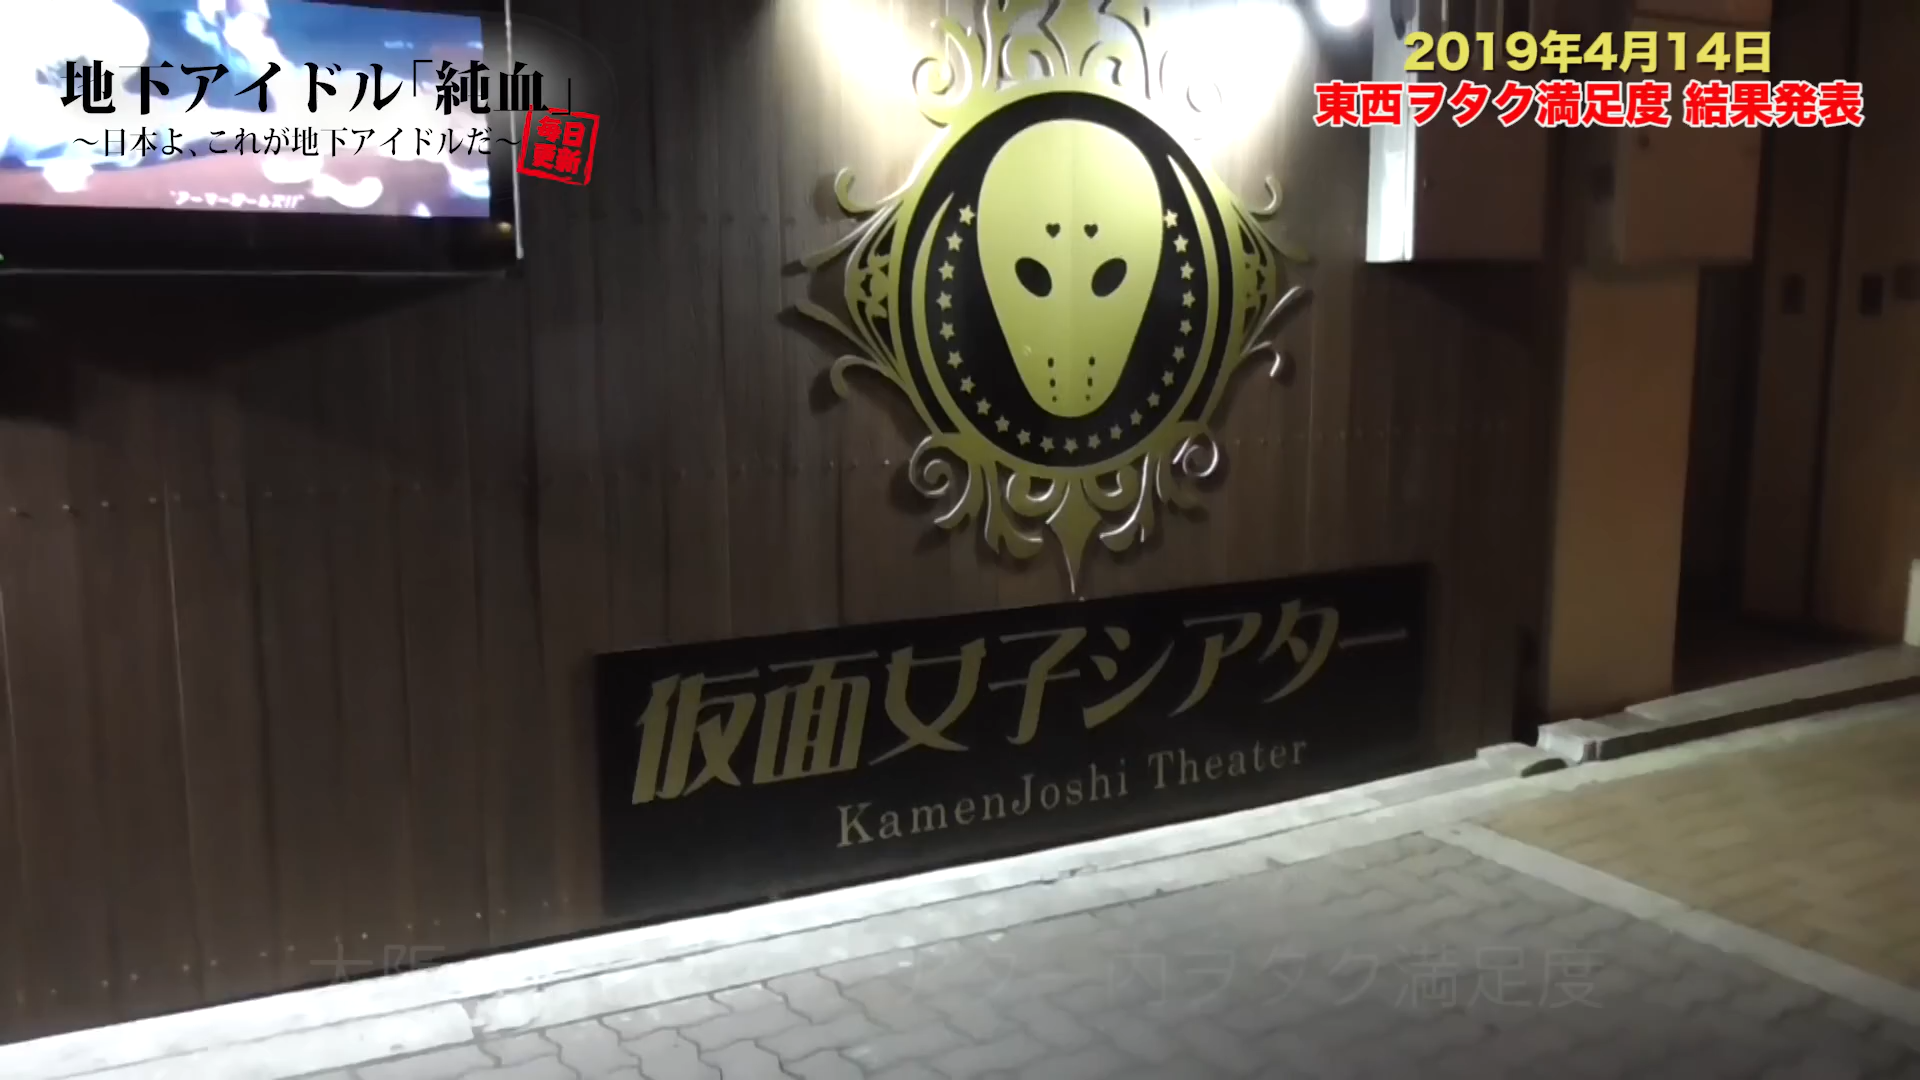 地下アイドル「純血」
～日本よ、これが地下アイドルだ～
毎日
更新
2019年4月14日
東西ヲタク満足度 結果発表
仮面女子シアター
KamenJoshi Theater
内ヲタク満足度